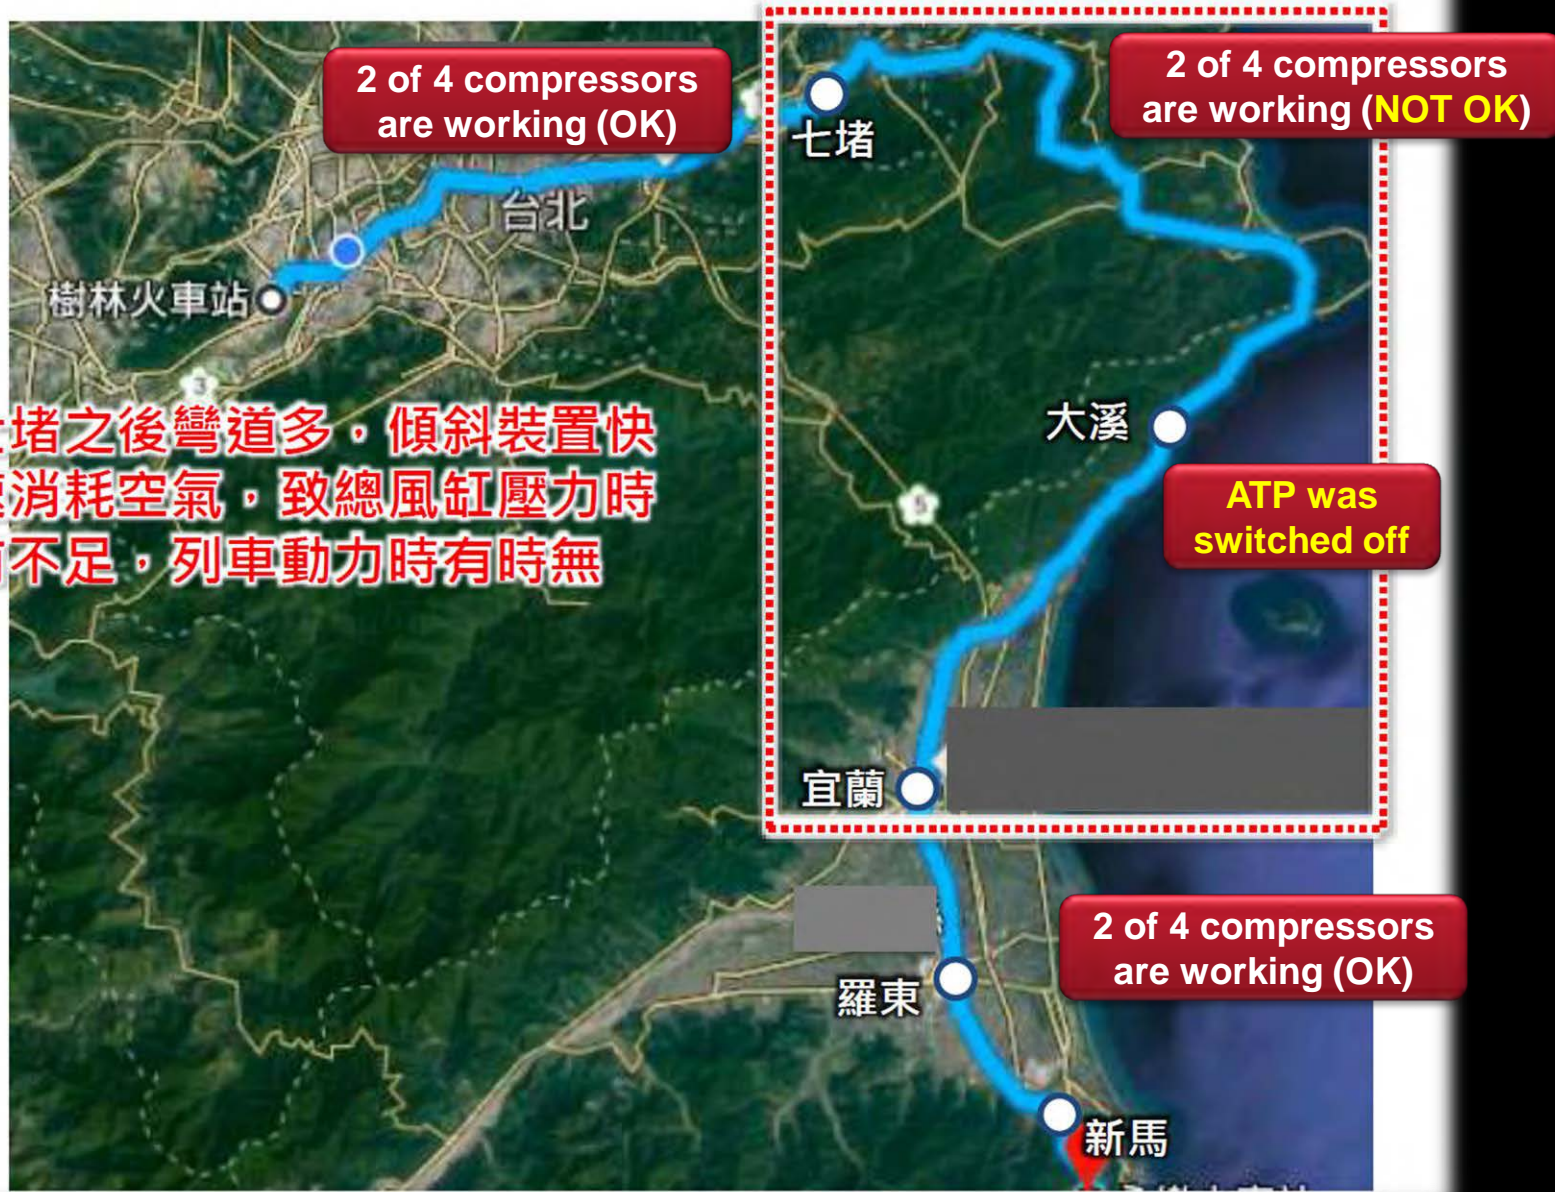 2 of 4 compressors
are working (OK)
2 of 4 compressors
are working (NOT OK)
七堵
台北
樹林火車站
3
堵之後彎道多，傾斜裝置快
消耗空氣，致總風缸壓力時
不足，列車動力時有時無
大溪
5
ATP was
switched off
宜蘭
2 of 4 compressors
are working (OK)
羅東
新馬